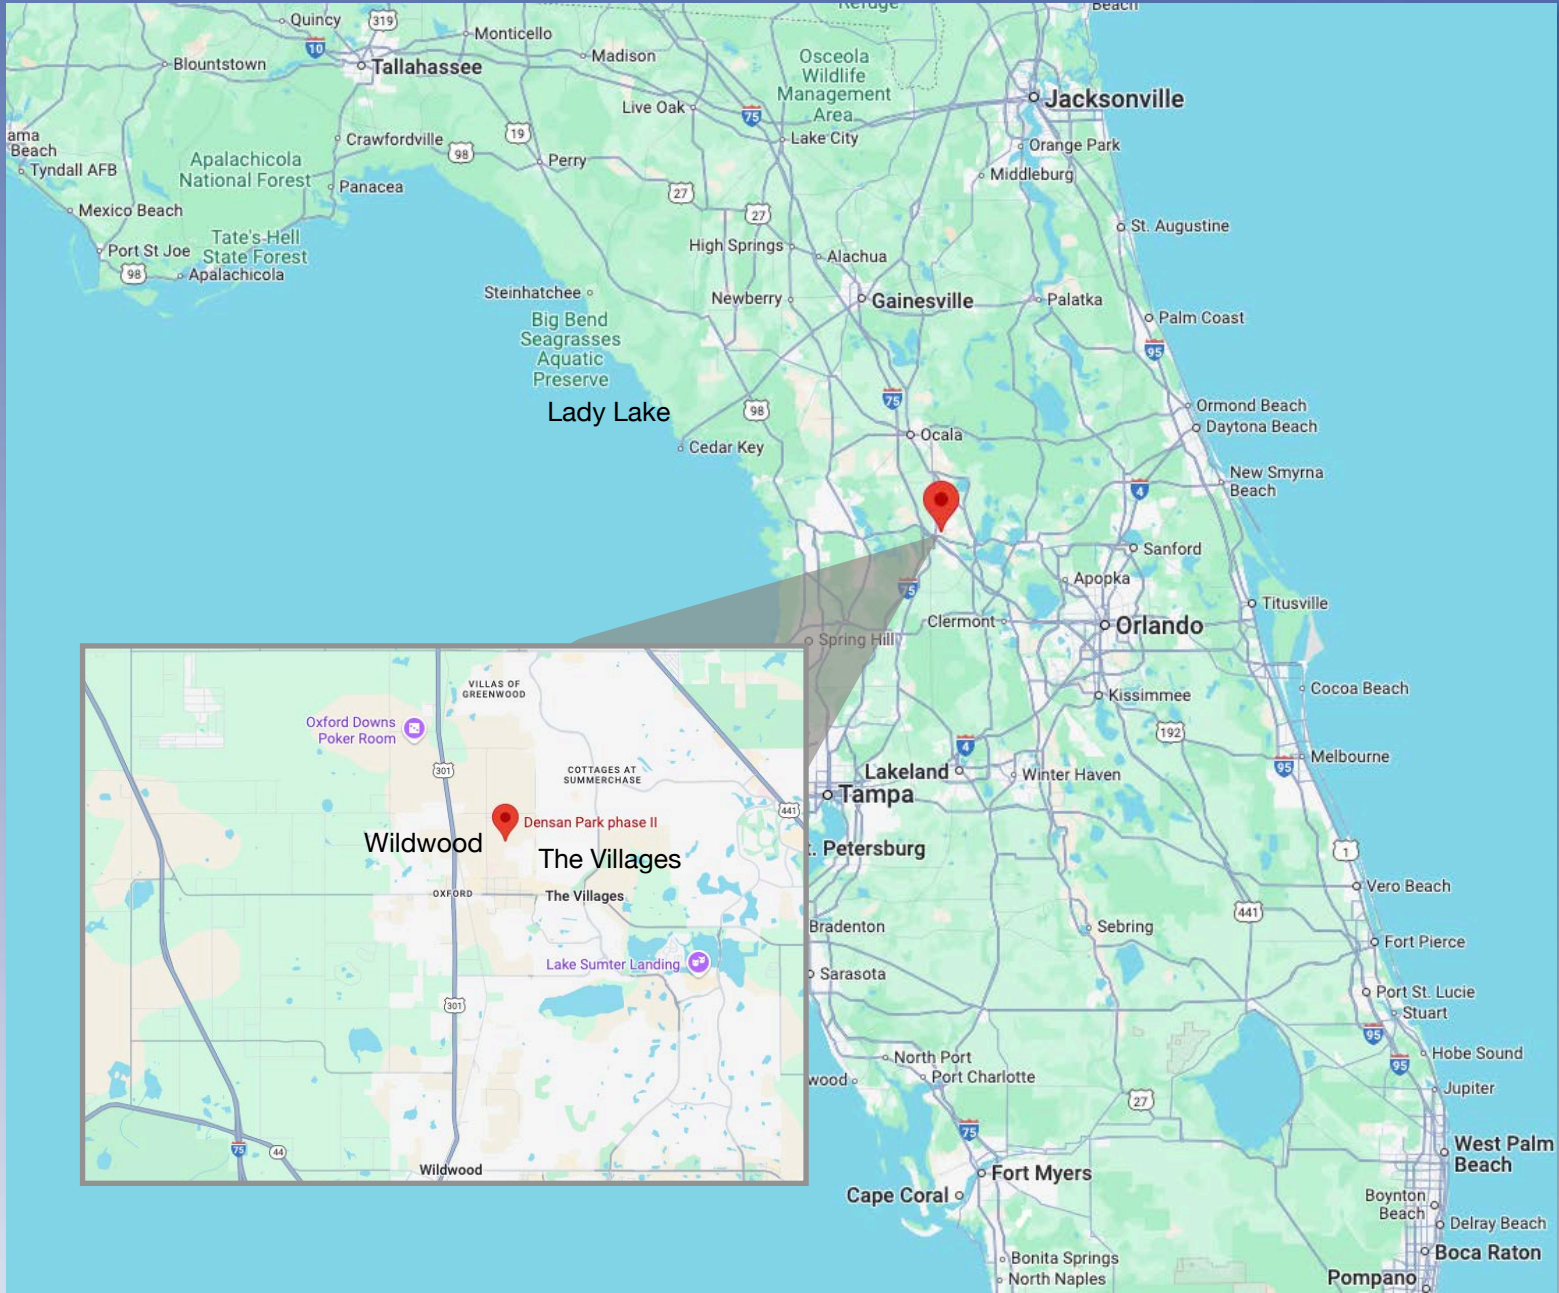 Refuge
Beach
Quincy
319
Monticello
10
Madison
Blountstown
Tallahassee
Osceola
Wildlife
Management
Area
Jacksonville
Live Oak
75
Lake City
ama
Beach
Crawfordville
19
98
Orange Park
Apalachicola
National Forest
Perry
Tyndall AFB
Panacea
Middleburg
27
Mexico Beach
27
St. Augustine
Port St Joe
Tate's Hell
State Forest
High Springs
Alachua
98
Apalachicola
Steinhatchee
Newberry
Gainesville
Palatka
Big Bend
Seagrasses
Aquatic
Preserve
Palm Coast
95
Lady Lake
98
75
Ormond Beach
Daytona Beach
Ocala
Cedar Key
New Smyrna
Beach
4
Sanford
Apopka
75
Titusville
Clermont
Orlando
Spring Hill
Kissimmee
Cocoa Beach
192
4
Melbourne
95
Lakeland
Winter Haven
Tampa
. Petersburg
1
Vero Beach
441
Bradenton
Sebring
Fort Pierce
Sarasota
Port St. Lucie
Stuart
95
Hobe Sound
North Port
95
wood
Port Charlotte
Jupiter
27
75
West Palm
Beach
Fort Myers
Cape Coral
Boynton
Beach
Delray Beach
Boca Raton
Bonita Springs
North Naples
Pompano
VILLAS OF
GREENWOOD
Oxford Downs
Poker Room
301
COTTAGES AT
SUMMERCHASE
441
Densan Park phase II
Wildwood
The Villages
OXFORD
The Villages
Lake Sumter Landing
301
75
44
Wildwood